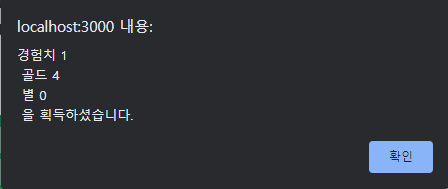 localhost:3000 내용:
경험치 1
골드 4
별 0
을 획득하셨습니다.
확인